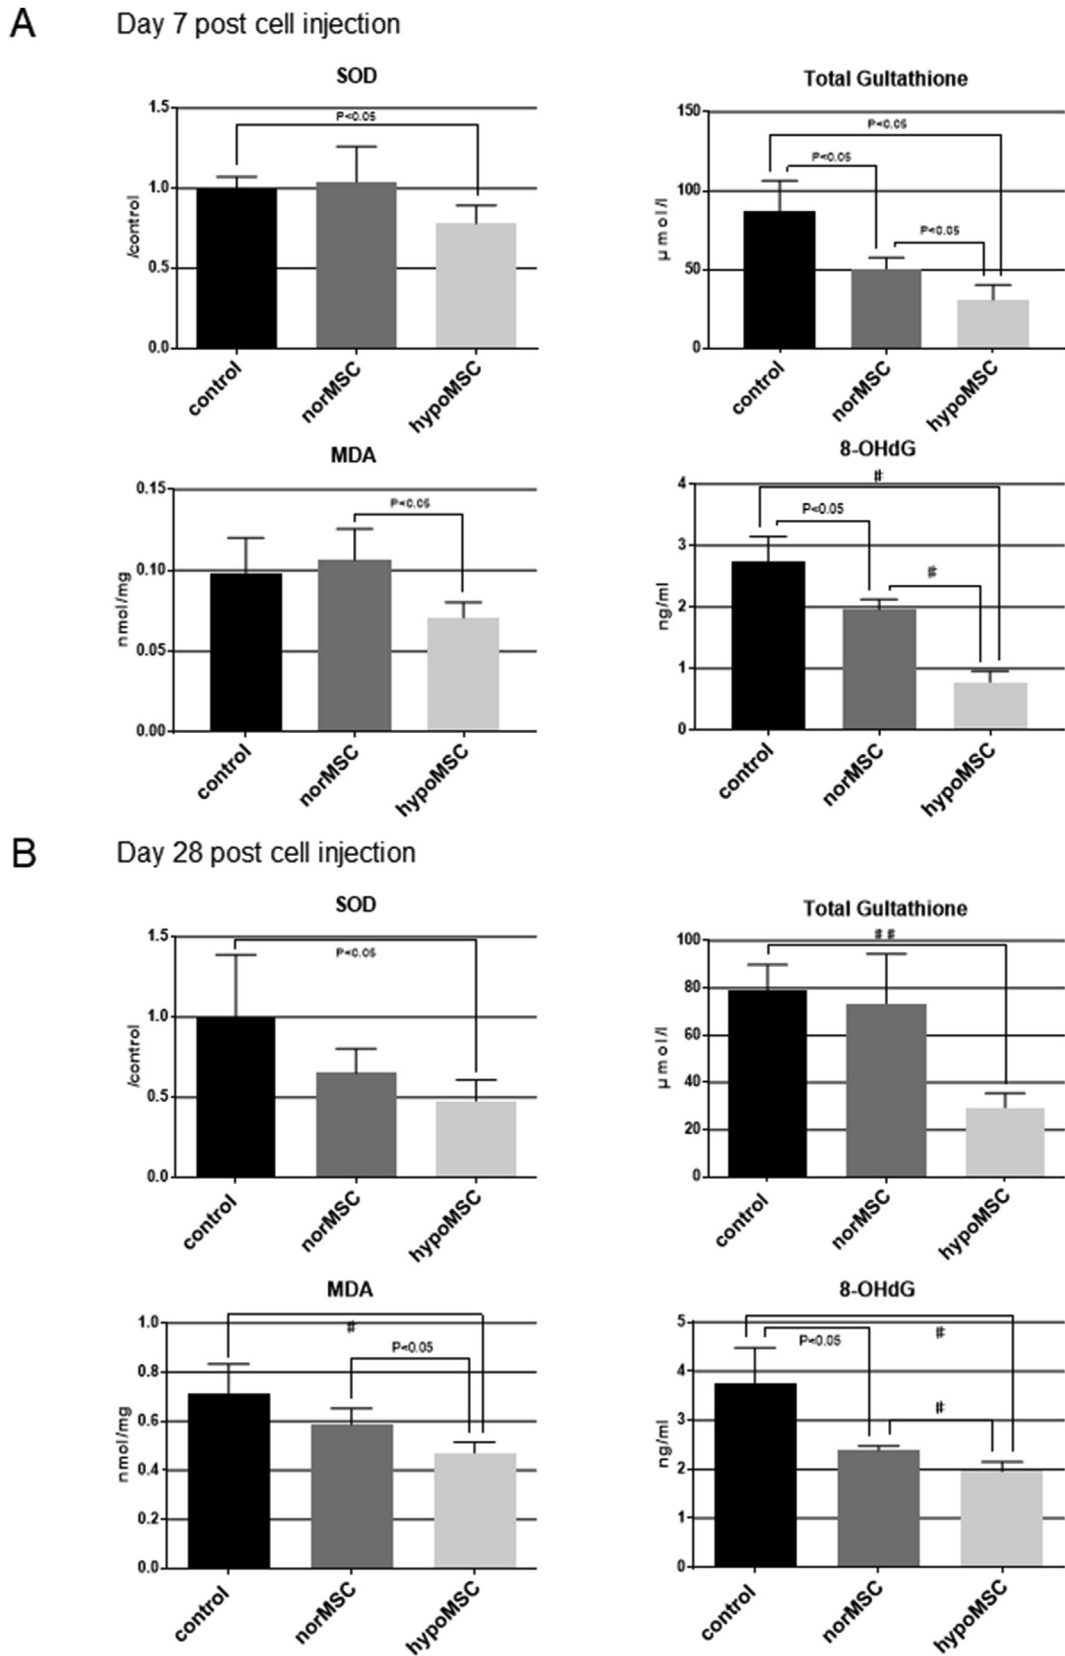 A
Day 7 post cell injection
SOD
1.5
1.0
0.5
0.0
/control
P<0.05
control
norMSC
hypoMSC
Total Gultathione
150
100
50
0
µmol/l
P<0.05
P<0.05
P<0.05
control
norMSC
hypoMSC
MDA
0.15
0.10
0.05
0.00
nmol/mg
P<0.05
control
norMSC
hypoMSC
8-OHdG
4
3
2
1
0
ng/ml
#
P<0.05
#
control
norMSC
hypoMSC
B
Day 28 post cell injection
SOD
1.5
1.0
0.5
0.0
/control
P<0.05
control
norMSC
hypoMSC
Total Gultathione
100
80
60
40
20
0
µmol/l
##
control
norMSC
hypoMSC
MDA
1.0
0.8
0.6
0.4
0.2
0.0
nmol/mg
#
P<0.05
control
norMSC
hypoMSC
8-OHdG
5
4
3
2
1
0
ng/ml
#
P<0.05
#
control
norMSC
hypoMSC